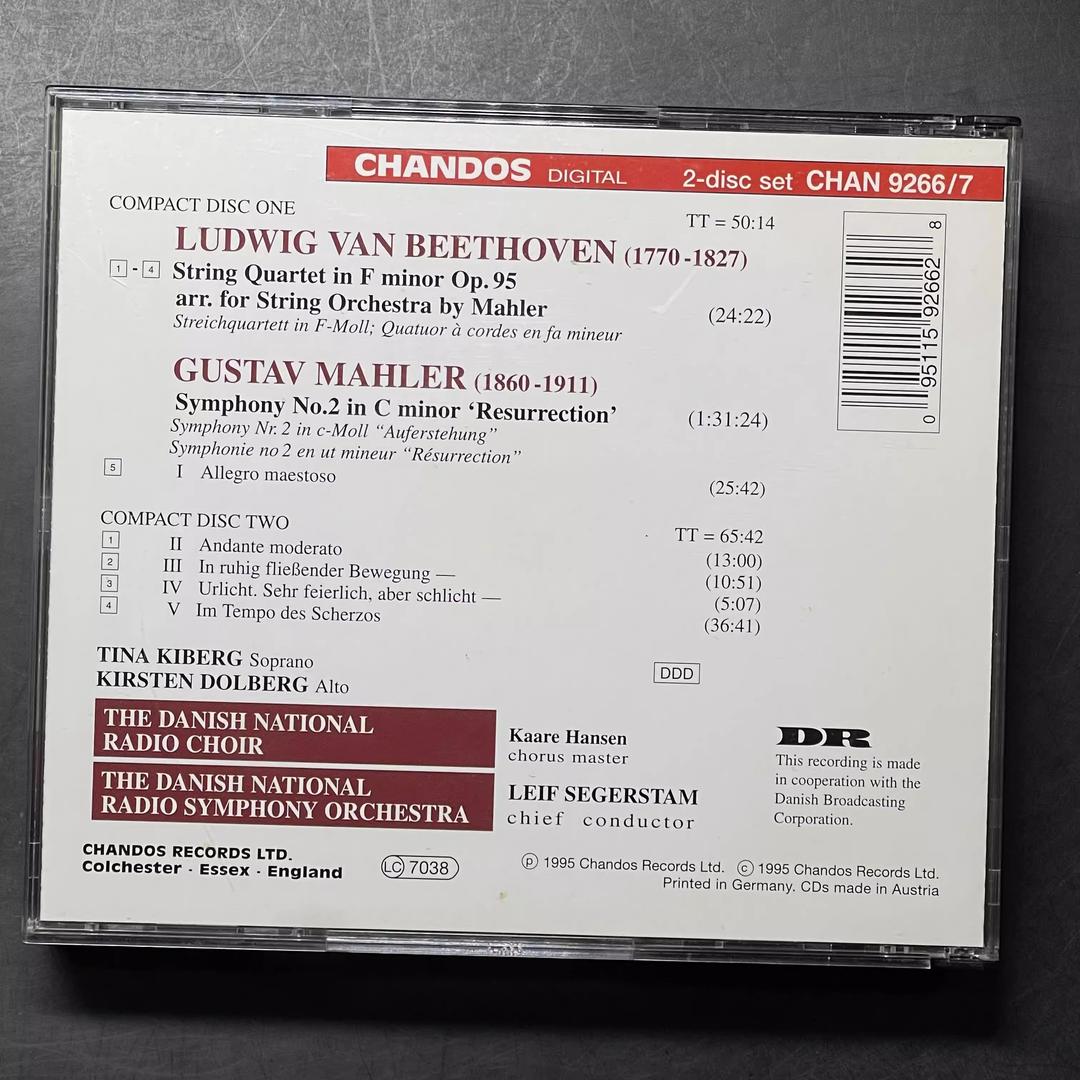 CHANDOS DIGITAL 2-disc set CHAN 9266/7
COMPACT DISC ONE TT = 50:14
LUDWIG VAN BEETHOVEN (1770-1827)
1 - 4 String Quartet in F minor Op. 95
arr. for String Orchestra by Mahler (24:22)
Streichquartett in F-Moll; Quatuor à cordes en fa mineur
GUSTAV MAHLER (1860-1911)
Symphony No.2 in C minor ‘Resurrection’ (1:31:24)
Symphony Nr. 2 in c-Moll “Auferstehung”
Symphonie no 2 en ut mineur “Résurrection”
5 I Allegro maestoso (25:42)
COMPACT DISC TWO TT = 65:42
1 II Andante moderato (13:00)
2 III In ruhig fließender Bewegung — (10:51)
3 IV Urlicht. Sehr feierlich, aber schlicht — (5:07)
4 V Im Tempo des Scherzos (36:41)
TINA KIBERG Soprano
KIRSTEN DOLBERG Alto
DDD
THE DANISH NATIONAL
RADIO CHOIR
Kaare Hansen
chorus master
THE DANISH NATIONAL
RADIO SYMPHONY ORCHESTRA
LEIF SEGERSTAM
chief conductor
DR
This recording is made
in cooperation with the
Danish Broadcasting
Corporation.
CHANDOS RECORDS LTD.
Colchester · Essex · England
LC 7038
℗ 1995 Chandos Records Ltd. © 1995 Chandos Records Ltd.
Printed in Germany. CDs made in Austria
0 95115 92662 8